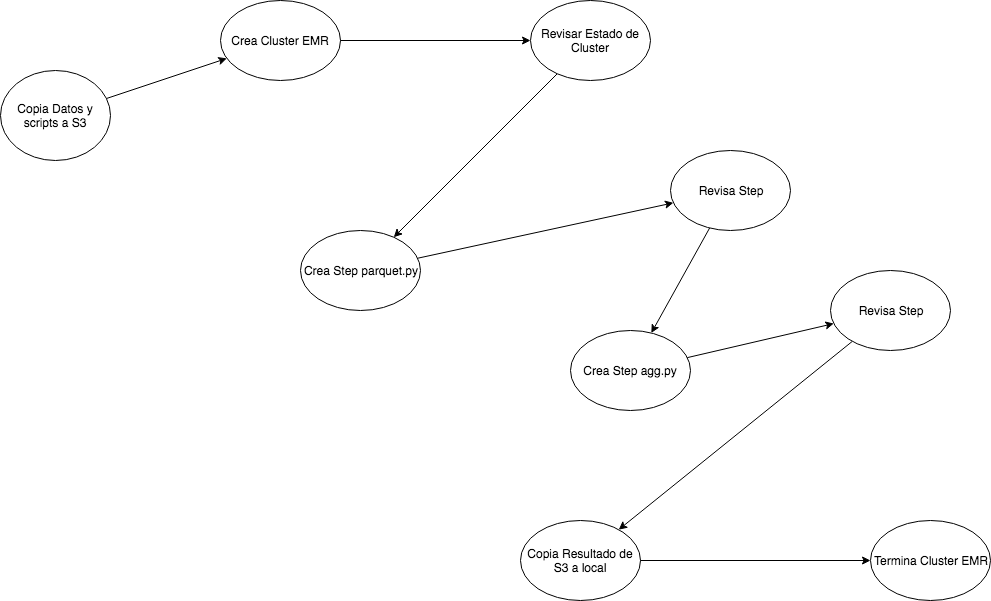 Crea Cluster EMR
Revisar Estado de
Cluster
Copia Datos y
scripts a S3
Revisa Step
Crea Step parquet.py
Revisa Step
Crea Step agg.py
Copia Resultado de
S3 a local
Termina Cluster EMR